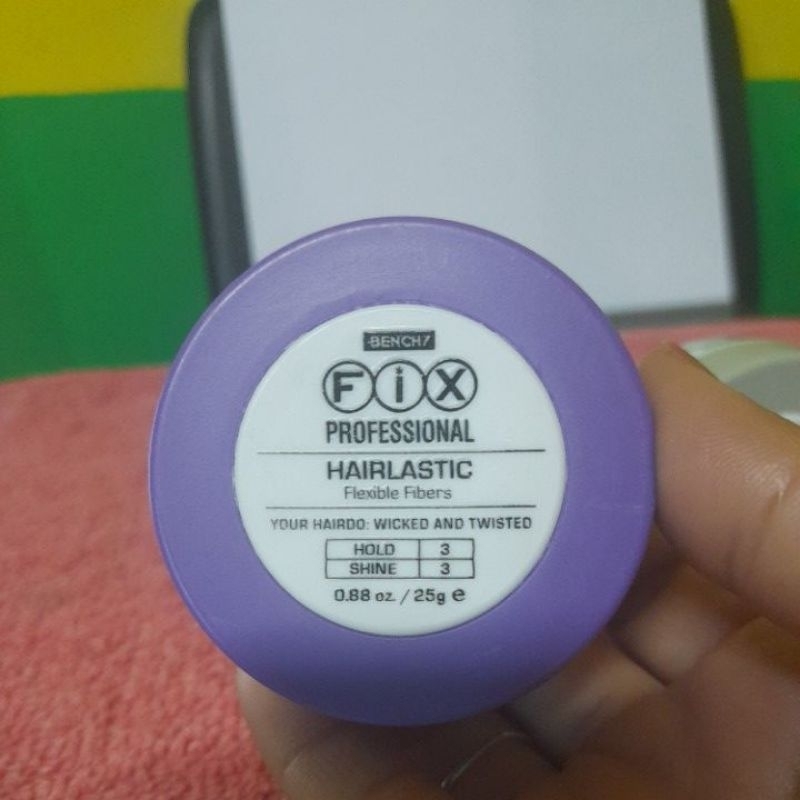 BENCH/
FIX
PROFESSIONAL
HAIRLASTIC
Flexible Fibers
YOUR HAIRDO: WICKED AND TWISTED
HOLD 3
SHINE 3
0.88 oz. / 25g e